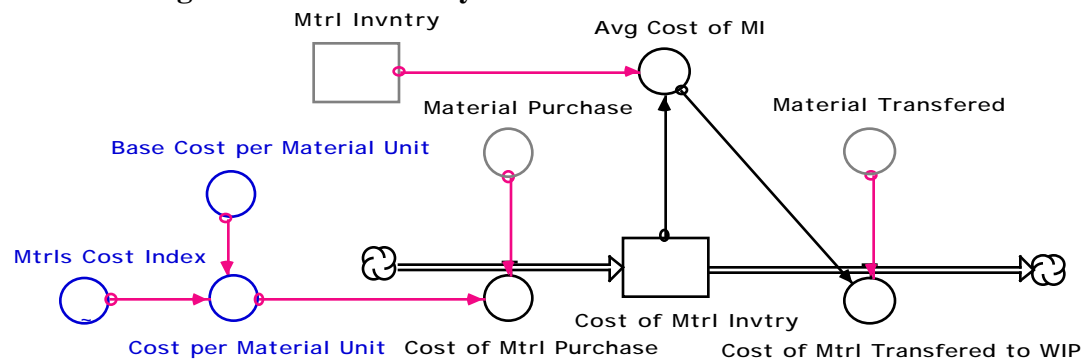 Mtrl Invntry
Avg Cost of MI
Material Purchase
Material Transfered
Base Cost per Material Unit
Mtrls Cost Index
~
Cost of Mtrl Invtry
Cost per Material Unit
Cost of Mtrl Purchase
Cost of Mtrl Transfered to WIP